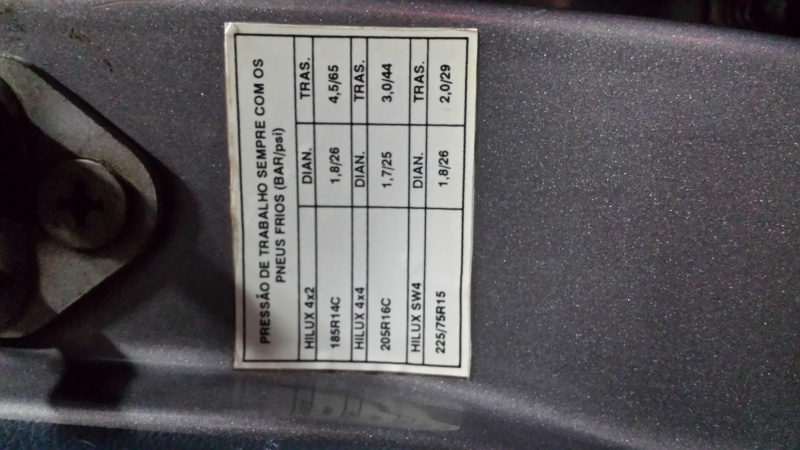 PRESSÃO DE TRABALHO SEMPRE COM OS
PNEUS FRIOS (BAR/psi)
HILUX 4x2 DIAN. TRAS.
185R14C 1,8/26 4,5/65
HILUX 4x4 DIAN. TRAS.
205R16C 1,7/25 3,0/44
HILUX SW4 DIAN. TRAS.
225/75R15 1,8/26 2,0/29